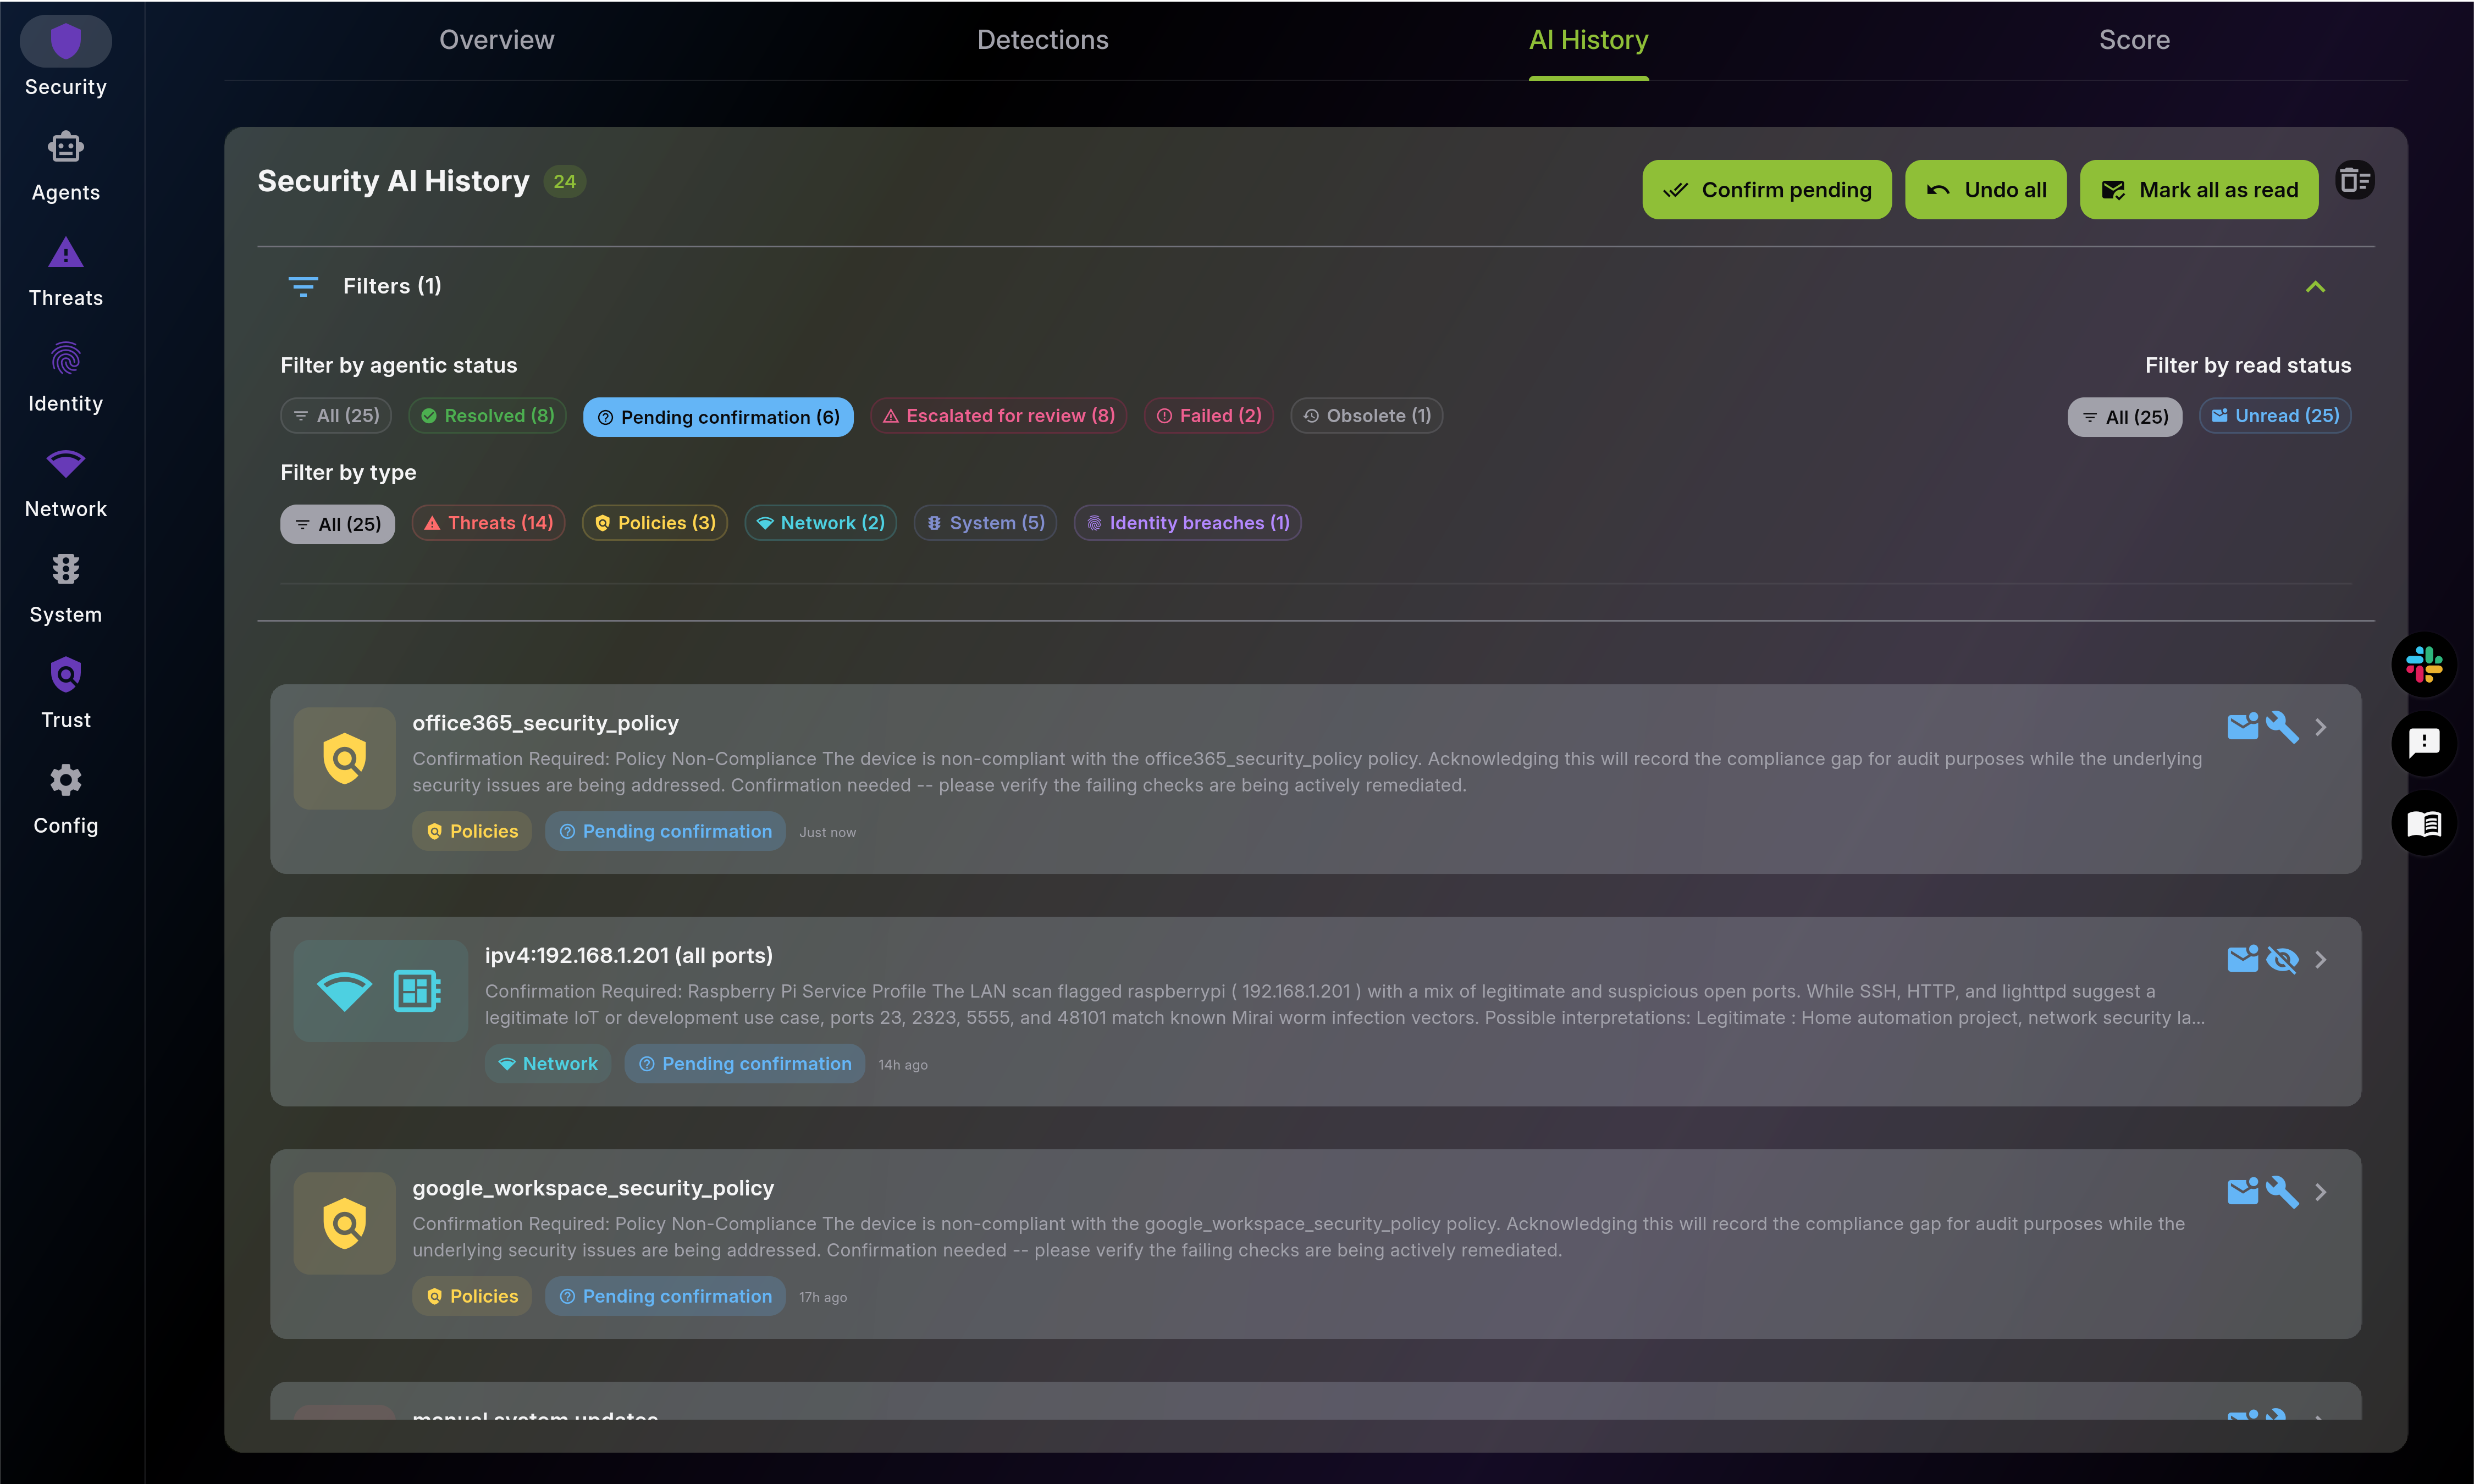 Security
Agents
Threats
Identity
Network
System
Trust
Config
Overview
Detections
AI History
Score
Security AI History
24
Confirm pending
Undo all
Mark all as read
Filters (1)
Filter by agentic status
Filter by read status
All (25)
Resolved (8)
Pending confirmation (6)
Escalated for review (8)
Failed (2)
Obsolete (1)
All (25)
Unread (25)
Filter by type
All (25)
Threats (14)
Policies (3)
Network (2)
System (5)
Identity breaches (1)
office365_security_policy
Confirmation Required: Policy Non-Compliance The device is non-compliant with the office365_security_policy policy. Acknowledging this will record the compliance gap for audit purposes while the underlying
security issues are being addressed. Confirmation needed -- please verify the failing checks are being actively remediated.
Policies
Pending confirmation
Just now
ipv4:192.168.1.201 (all ports)
Confirmation Required: Raspberry Pi Service Profile The LAN scan flagged raspberrypi ( 192.168.1.201 ) with a mix of legitimate and suspicious open ports. While SSH, HTTP, and lighttpd suggest a
legitimate IoT or development use case, ports 23, 2323, 5555, and 48101 match known Mirai worm infection vectors. Possible interpretations: Legitimate : Home automation project, network security la...
Network
Pending confirmation
14h ago
google_workspace_security_policy
Confirmation Required: Policy Non-Compliance The device is non-compliant with the google_workspace_security_policy policy. Acknowledging this will record the compliance gap for audit purposes while the
underlying security issues are being addressed. Confirmation needed -- please verify the failing checks are being actively remediated.
Policies
Pending confirmation
17h ago